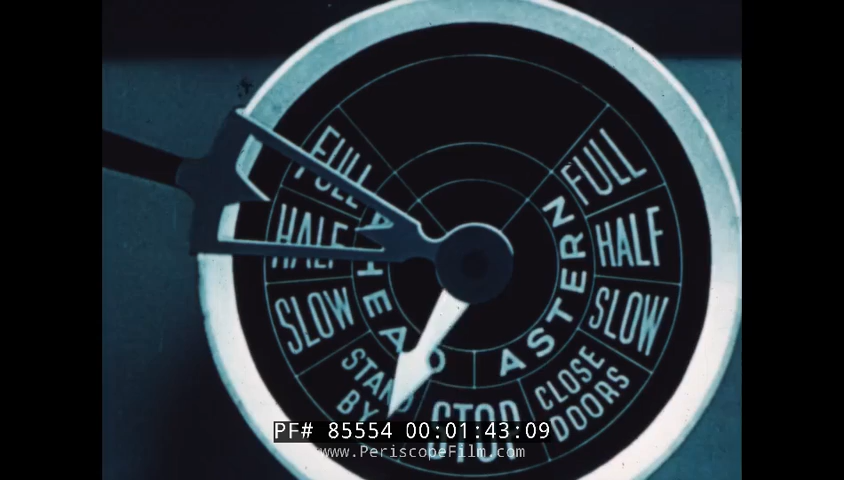 FULL
HALF
SLOW
STAND
BY
AHEAD
STOP
ASTERN
FULL
HALF
SLOW
CLOSE
DOORS
PF# 85554 00:01:43:09
www.PeriscopeFilm.com